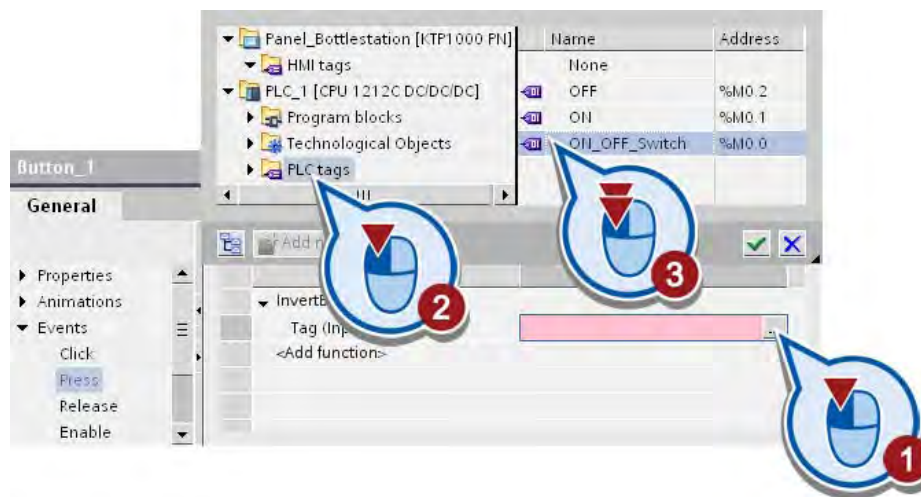 Panel_Bottlestation [KTP1000 PN]
Name Address
HMI tags
None
PLC_1 [CPU 1212C DC/DC/DC]
OFF %M0.2
Program blocks
ON %M0.1
Technological Objects
ON_OFF_Switch %M0.0
PLC tags
Button_1
General
Add
3
2
Properties
Animations
Events
Tag
Click
<Add function>
Press
Release
Enable
1